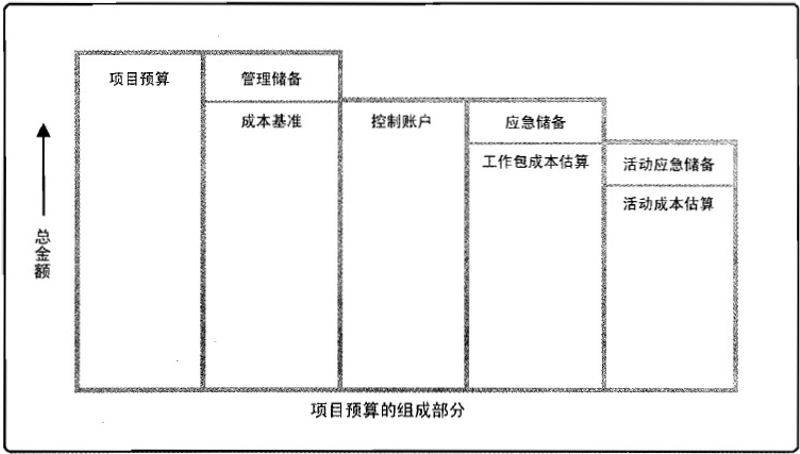 项目预算
管理储备
成本基准
控制账户
应急储备
工作包成本估算
活动应急储备
活动成本估算
总金额
项目预算的组成部分